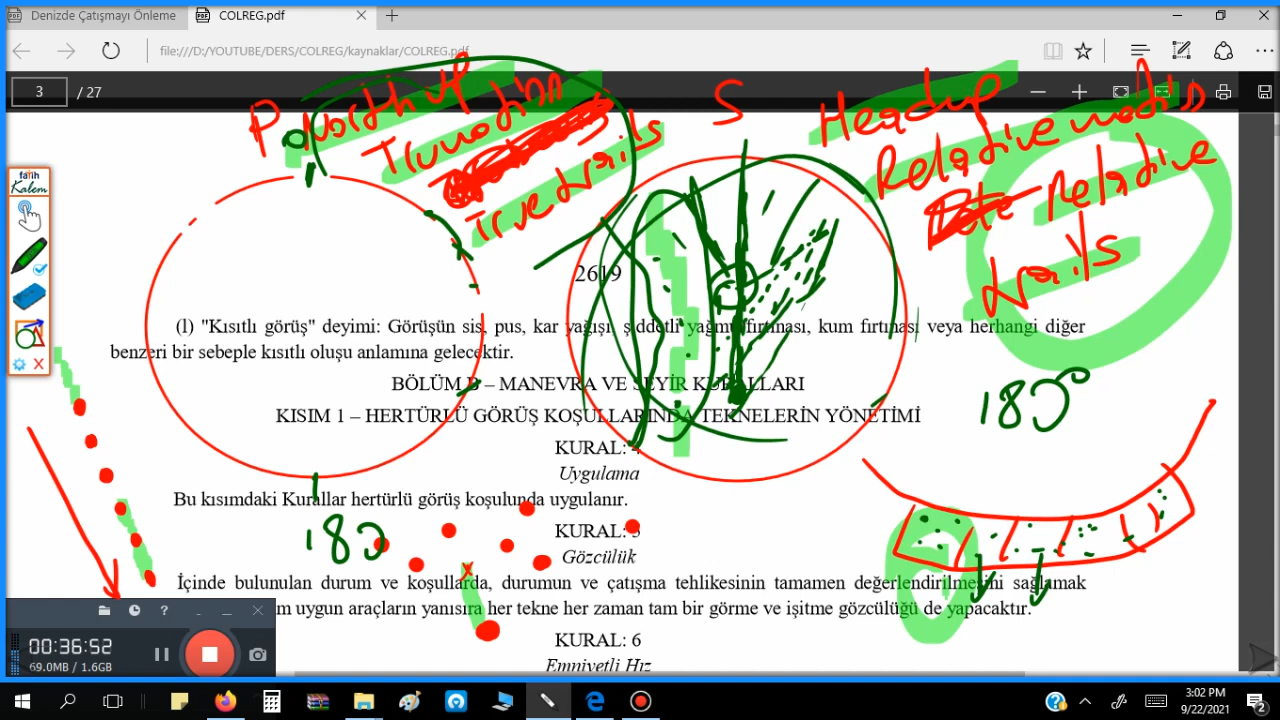 Denizde Çatışmayı Önleme
COLREG.pdf
file:///D:/YOUTUBE/DERS/COLREG/kaynaklar/COLREG.pdf
3 / 27
P
North up
True trails
S
Headup
Relative
Relative
trails
fatih
Kalem
2619
(l) "Kısıtlı görüş" deyimi: Görüşün sis, pus, kar yağışı, şiddetli yağmur fırtınası, kum fırtınası veya herhangi diğer
benzeri bir sebeple kısıtlı oluşu anlamına gelecektir.
BÖLÜM B – MANEVRA VE SEYİR KURALLARI
KISIM 1 – HERTÜRLÜ GÖRÜŞ KOŞULLARINDA TEKNELERİN YÖNETİMİ
180°
KURAL: 4
Uygulama
Bu kısımdaki Kurallar hertürlü görüş koşulunda uygulanır.
180
KURAL: 5
Gözcülük
İçinde bulunulan durum ve koşullarda, durumun ve çatışma tehlikesinin tamamen değerlendirilmesini sağlamak
uygun araçların yanısıra her tekne her zaman tam bir görme ve işitme gözcülüğü de yapacaktır.
KURAL: 6
Emniyetli Hız
00:36:52
69.0MB / 1.6GB
3:02 PM
9/22/2021
2